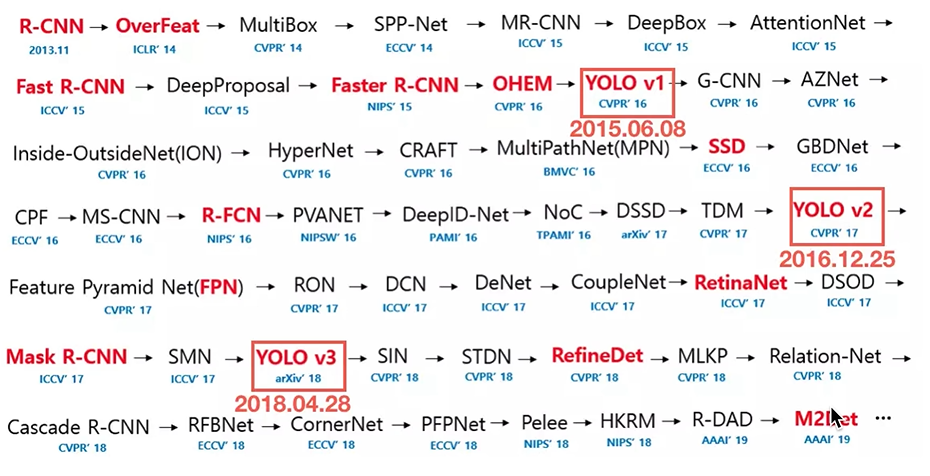 R-CNN → OverFeat → MultiBox → SPP-Net → MR-CNN → DeepBox → AttentionNet →
2013.11 ICLR' 14 CVPR' 14 ECCV' 14 ICCV' 15 ICCV' 15 ICCV' 15
Fast R-CNN → DeepProposal → Faster R-CNN → OHEM → YOLO v1 → G-CNN → AZNet →
ICCV' 15 ICCV' 15 NIPS' 15 CVPR' 16 CVPR' 16 CVPR' 16 CVPR' 16
2015.06.08
Inside-OutsideNet(ION) → HyperNet → CRAFT → MultiPathNet(MPN) → SSD → GBDNet →
CVPR' 16 CVPR' 16 CVPR' 16 BMVC' 16 ECCV' 16 ECCV' 16
CPF → MS-CNN → R-FCN → PVANET → DeepID-Net → NoC → DSSD → TDM → YOLO v2 →
ECCV' 16 ECCV' 16 NIPS' 16 NIPSW' 16 PAMI' 16 TPAMI' 16 arXiv' 17 CVPR' 17 CVPR' 17
2016.12.25
Feature Pyramid Net(FPN) → RON → DCN → DeNet → CoupleNet → RetinaNet → DSOD →
CVPR' 17 CVPR' 17 ICCV' 17 ICCV' 17 ICCV' 17 ICCV' 17 ICCV' 17
Mask R-CNN → SMN → YOLO v3 → SIN → STDN → RefineDet → MLKP → Relation-Net →
ICCV' 17 ICCV' 17 arXiv' 18 CVPR' 18 CVPR' 18 CVPR' 18 CVPR' 18 CVPR' 18
2018.04.28
Cascade R-CNN → RFBNet → CornerNet → PFPNet → Pelee → HKRM → R-DAD → M2Det ...
CVPR' 18 ECCV' 18 ECCV' 18 ECCV' 18 NIPS' 18 NIPS' 18 AAAI' 19 AAAI' 19